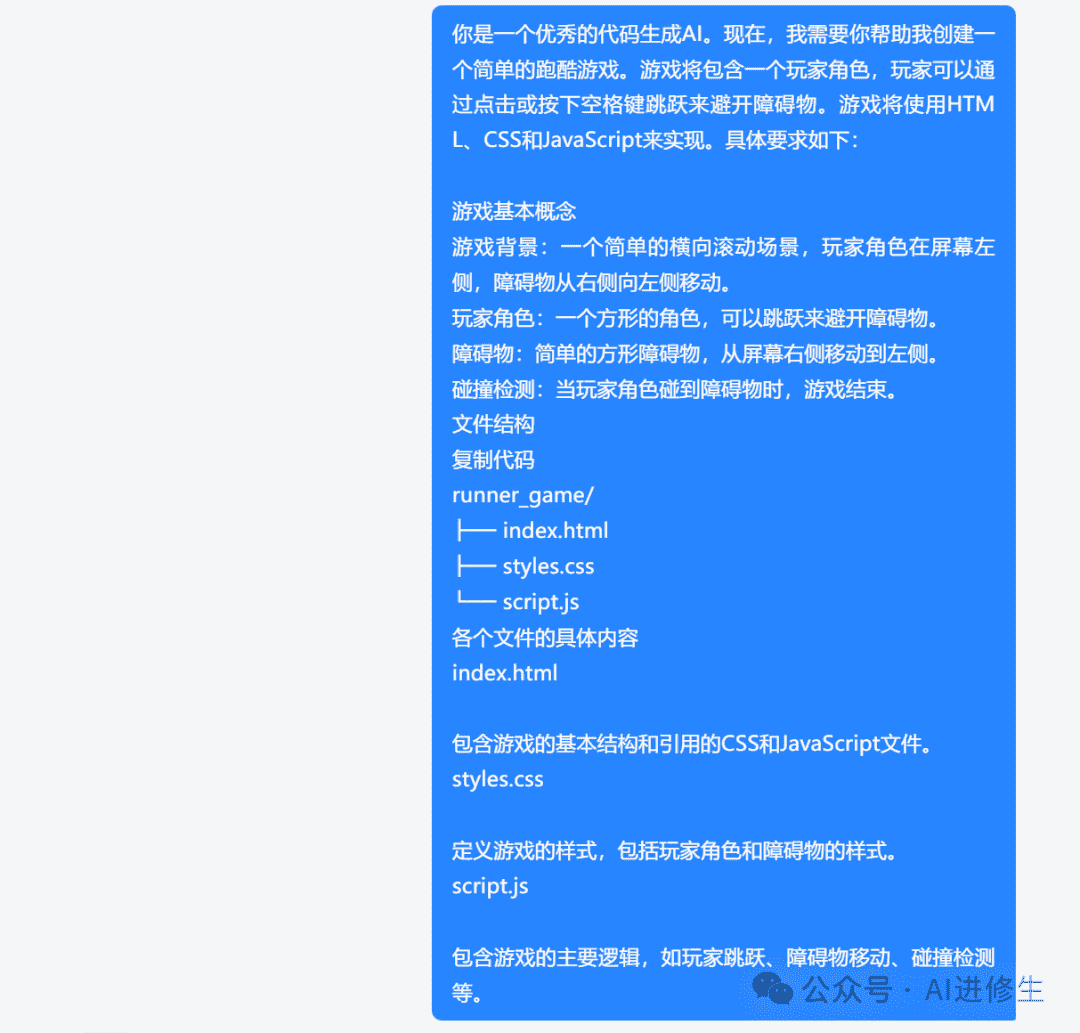 你是一个优秀的代码生成AI。现在，我需要你帮助我创建一
个简单的跑酷游戏。游戏将包含一个玩家角色，玩家可以通
过点击或按下空格键跳跃来避开障碍物。游戏将使用HTM
L、CSS和JavaScript来实现。具体要求如下：
游戏基本概念
游戏背景：一个简单的横向滚动场景，玩家角色在屏幕左
侧，障碍物从右侧向左侧移动。
玩家角色：一个方形的角色，可以跳跃来避开障碍物。
障碍物：简单的方形障碍物，从屏幕右侧移动到左侧。
碰撞检测：当玩家角色碰到障碍物时，游戏结束。
文件结构
复制代码
runner_game/
├── index.html
├── styles.css
└── script.js
各个文件的具体内容
index.html
包含游戏的基本结构和引用的CSS和JavaScript文件。
styles.css
定义游戏的样式，包括玩家角色和障碍物的样式。
script.js
包含游戏的主要逻辑，如玩家跳跃、障碍物移动、碰撞检测
等。
公众号 · AI进修生